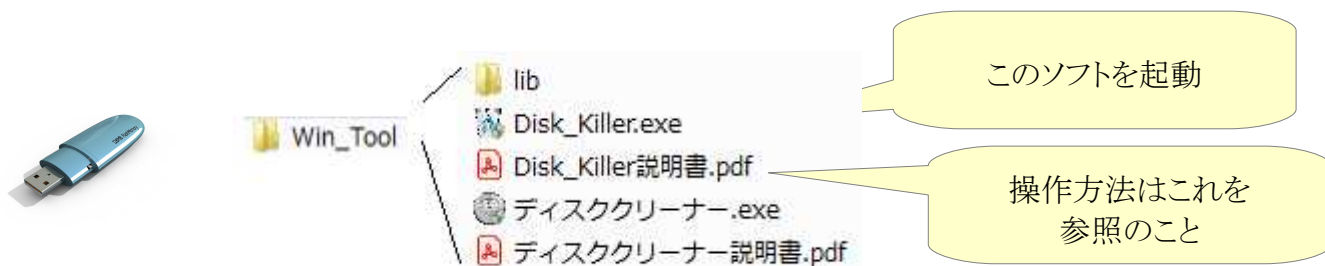 このソフトを起動
lib
Win_Tool
Disk_Killer.exe
Disk_Killer説明書.pdf
操作方法はこれを
参照のこと
ディスククリーナー.exe
ディスククリーナー説明書.pdf